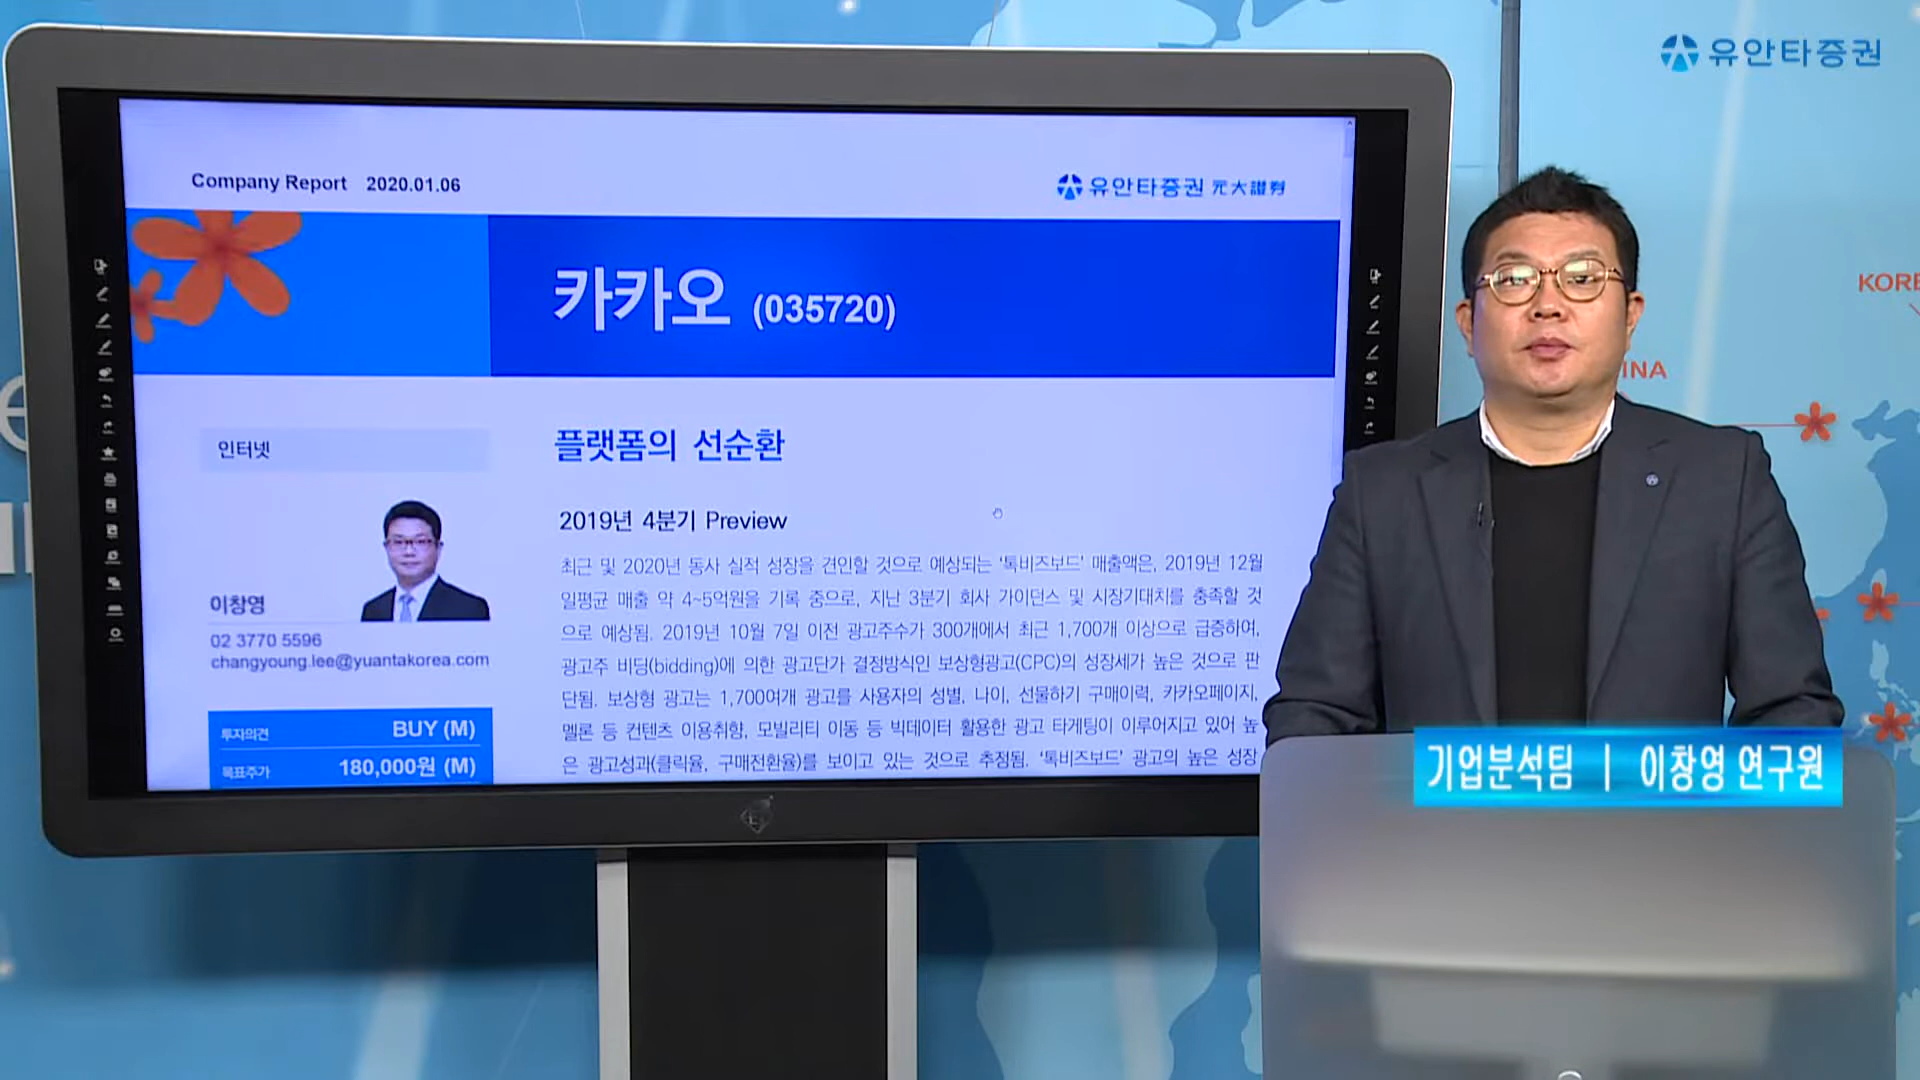 유안타증권
Company Report 2020.01.06
유안타증권 元大證券
카카오 (035720)
인터넷
이창영
02 3770 5596
changyoung.lee@yuantakorea.com
투자의견 BUY (M)
목표주가 180,000원 (M)
플랫폼의 선순환
2019년 4분기 Preview
최근 및 2020년 동사 실적 성장을 견인할 것으로 예상되는 ‘톡비즈보드’ 매출액은, 2019년 12월
일평균 매출 약 4~5억원을 기록 중으로, 지난 3분기 회사 가이던스 및 시장기대치를 충족할 것
으로 예상됨. 2019년 10월 7일 이전 광고주수가 300개에서 최근 1,700개 이상으로 급증하여,
광고주 비딩(bidding)에 의한 광고단가 결정방식인 보상형광고(CPC)의 성장세가 높은 것으로 판
단됨. 보상형 광고는 1,700여개 광고를 사용자의 성별, 나이, 선물하기 구매이력, 카카오페이지,
멜론 등 컨텐츠 이용취향, 모빌리티 이동 등 빅데이터 활용한 광고 타게팅이 이루어지고 있어 높
은 광고성과(클릭율, 구매전환율)를 보이고 있는 것으로 추정됨. ‘톡비즈보드’ 광고의 높은 성장
KORE
INA
기업분석팀 | 이창영 연구원